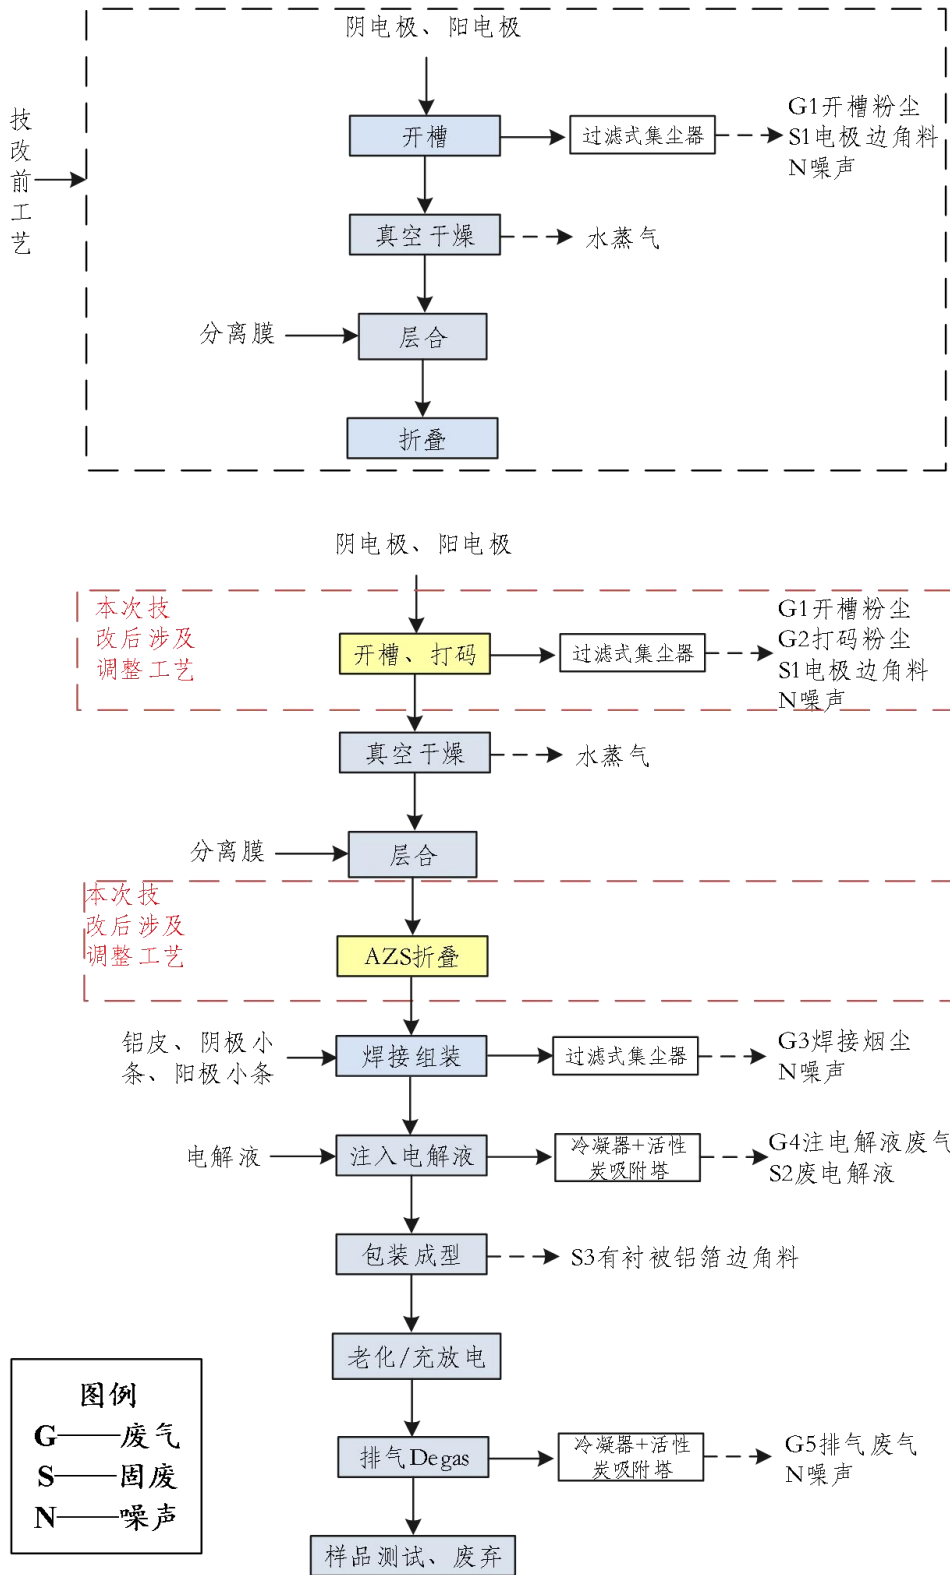 阴电极、阳电极
技改前工艺
开槽
过滤式集尘器
G1开槽粉尘
S1电极边角料
N噪声
真空干燥
水蒸气
分离膜
层合
折叠
阴电极、阳电极
本次技
改后涉及
调整工艺
开槽、打码
过滤式集尘器
G1开槽粉尘
G2打码粉尘
S1电极边角料
N噪声
真空干燥
水蒸气
分离膜
层合
本次技
改后涉及
调整工艺
AZS折叠
铝皮、阴极小
条、阳极小条
焊接组装
过滤式集尘器
G3焊接烟尘
N噪声
电解液
注入电解液
冷凝器+活性
炭吸附塔
G4注电解液废气
S2废电解液
包装成型
S3有衬被铝箔边角料
老化/充放电
排气Degas
冷凝器+活性
炭吸附塔
G5排气废气
N噪声
样品测试、废弃
图例
G——废气
S——固废
N——噪声